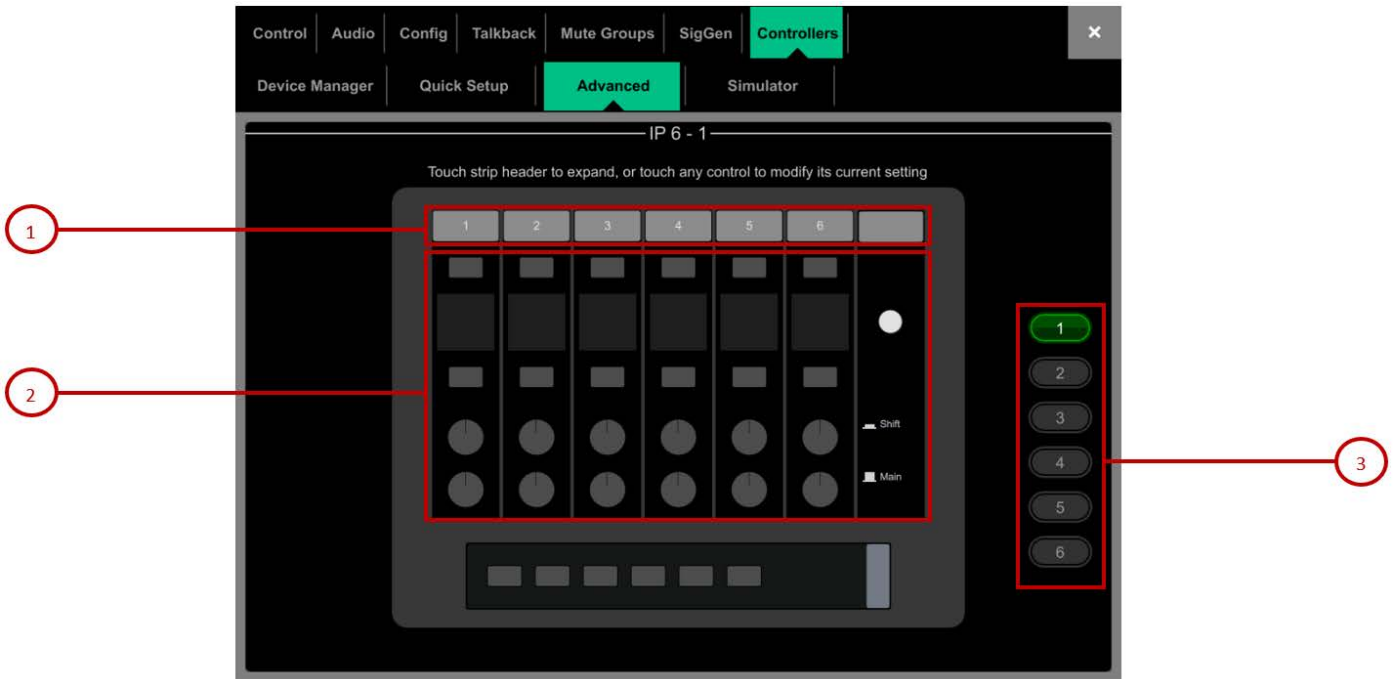 Control Audio Config Talkback Mute Groups SigGen Controllers ×
Device Manager Quick Setup Advanced Simulator
IP 6 - 1
Touch strip header to expand, or touch any control to modify its current setting
1 2 3 4 5 6
Shift
Main
1
2
3
4
5
6
1
2
3